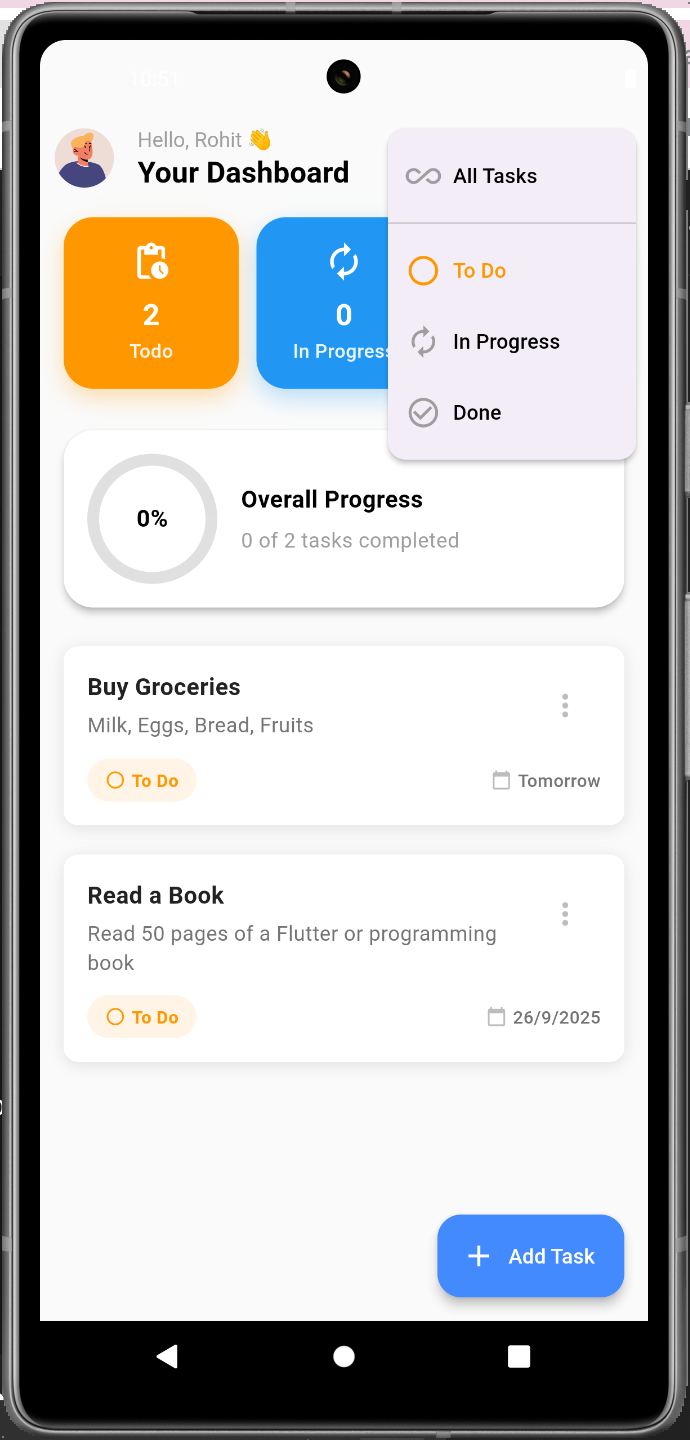 10:51
Hello, Rohit 👋
Your Dashboard
All Tasks
To Do
In Progress
Done
2
Todo
0
In Progress
0%
Overall Progress
0 of 2 tasks completed
Buy Groceries
Milk, Eggs, Bread, Fruits
To Do
Tomorrow
Read a Book
Read 50 pages of a Flutter or programming
book
To Do
26/9/2025
+ Add Task